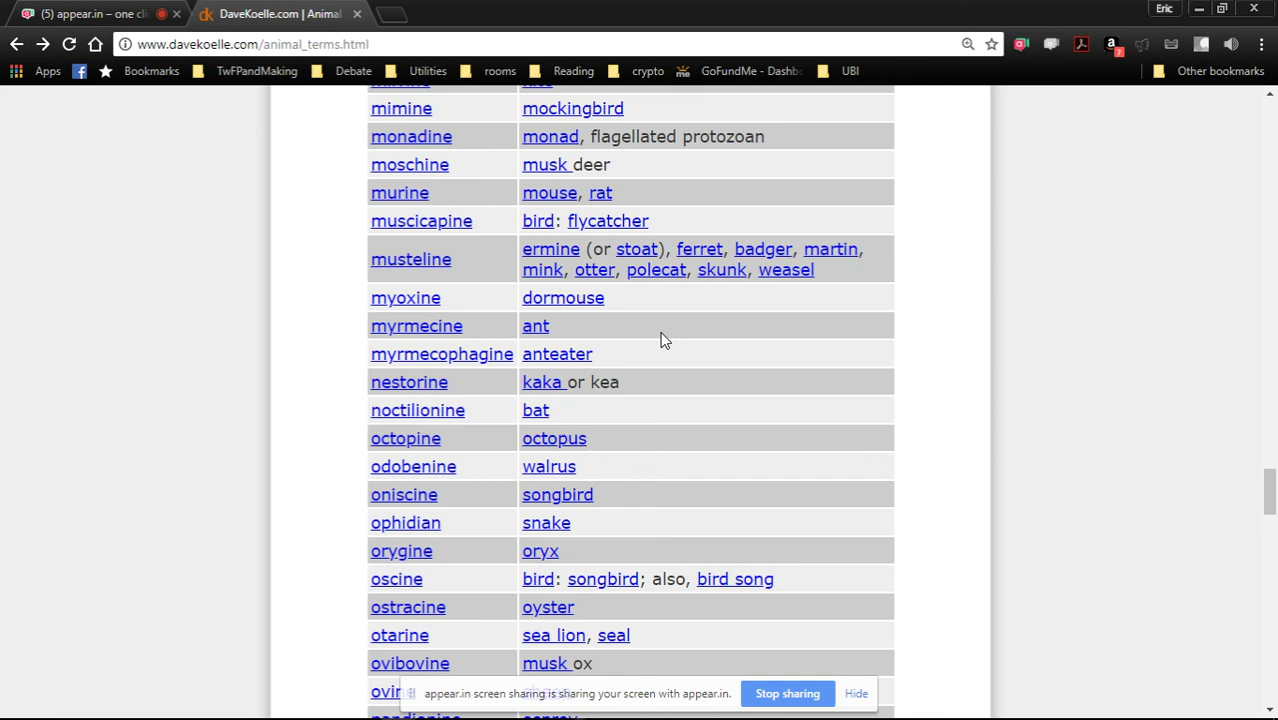 (5) appear.in – one cli
DaveKoelle.com | Animal
Eric
www.davekoelle.com/animal_terms.html
7
Apps
Bookmarks
TwFPandMaking
Debate
Utilities
rooms
Reading
crypto
me
GoFundMe - Dashbo
UBI
Other bookmarks
mimine mockingbird
monadine monad, flagellated protozoan
moschine musk deer
murine mouse, rat
muscicapine bird: flycatcher
musteline ermine (or stoat), ferret, badger, martin,
mink, otter, polecat, skunk, weasel
myoxine dormouse
myrmecine ant
myrmecophagine anteater
nestorine kaka or kea
noctilionine bat
octopine octopus
odobenine walrus
oniscine songbird
ophidian snake
orygine oryx
oscine bird: songbird; also, bird song
ostracine oyster
otarine sea lion, seal
ovibovine musk ox
appear.in screen sharing is sharing your screen with appear.in. Stop sharing Hide